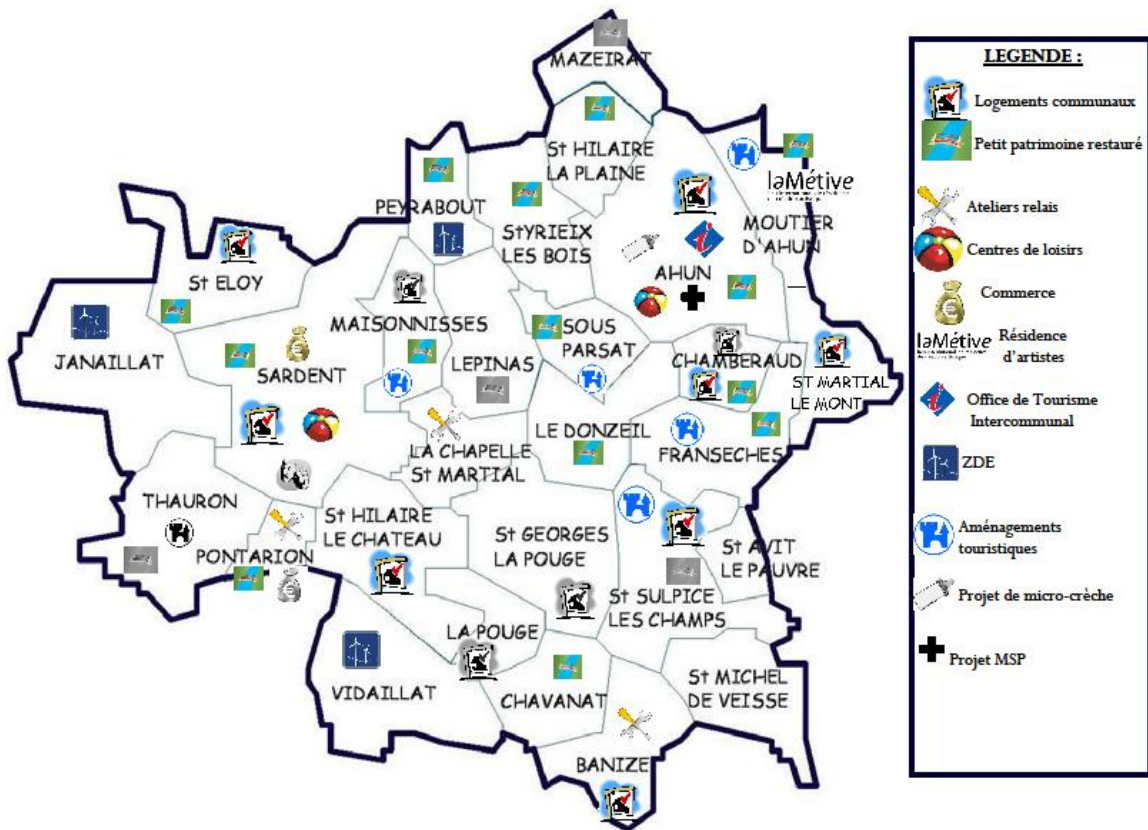 MAZEIRAT
St HILAIRE
LA PLAINE
laMétive
PEYRABOUT
St YRIEIX
LES BOIS
MOUTIER
D'AHUN
AHUN
St ELOY
JANAILLAT
SARDENT
MAISONNISSES
LEPINAS
SOUS
PARSAT
CHAMBERAUD
ST MARTIAL
LE MONT
LA CHAPELLE
St MARTIAL
LE DONZEIL
FRANSECHES
THAURON
PONTARION
St HILAIRE
LE CHATEAU
St GEORGES
LA POUGE
St AVIT
LE PAUVRE
St SULPICE
LES CHAMPS
LA POUGE
VIDAILLAT
CHAVANAT
St MICHEL
DE VEISSE
BANIZE
LEGENDE :
Logements communaux
Petit patrimoine restauré
Ateliers relais
Centres de loisirs
Commerce
laMétive
Résidence
d'artistes
Office de Tourisme
Intercommunal
ZDE
Aménagements
touristiques
Projet de micro-crèche
Projet MSP